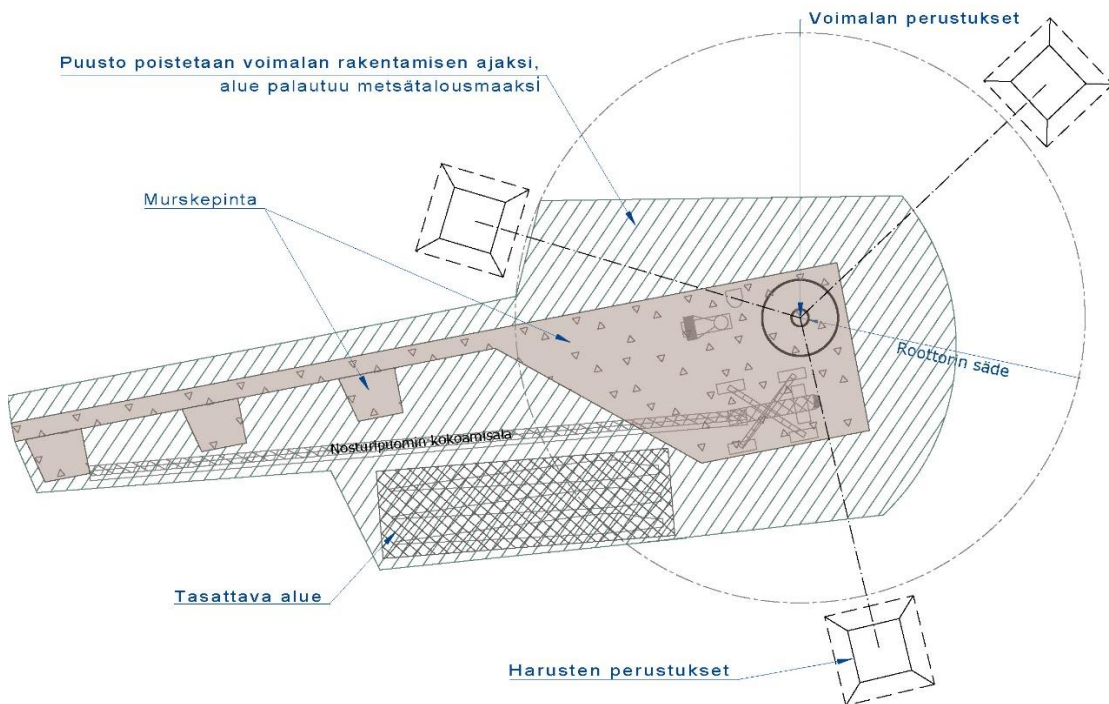 Voimalan perustukset
Puusto poistetaan voimalan rakentamisen ajaksi,
alue palautuu metsätalousmaaksi
Murskepinta
Roottorin säde
Nosturipuomin kokoamisala
Tasattava alue
Harusten perustukset